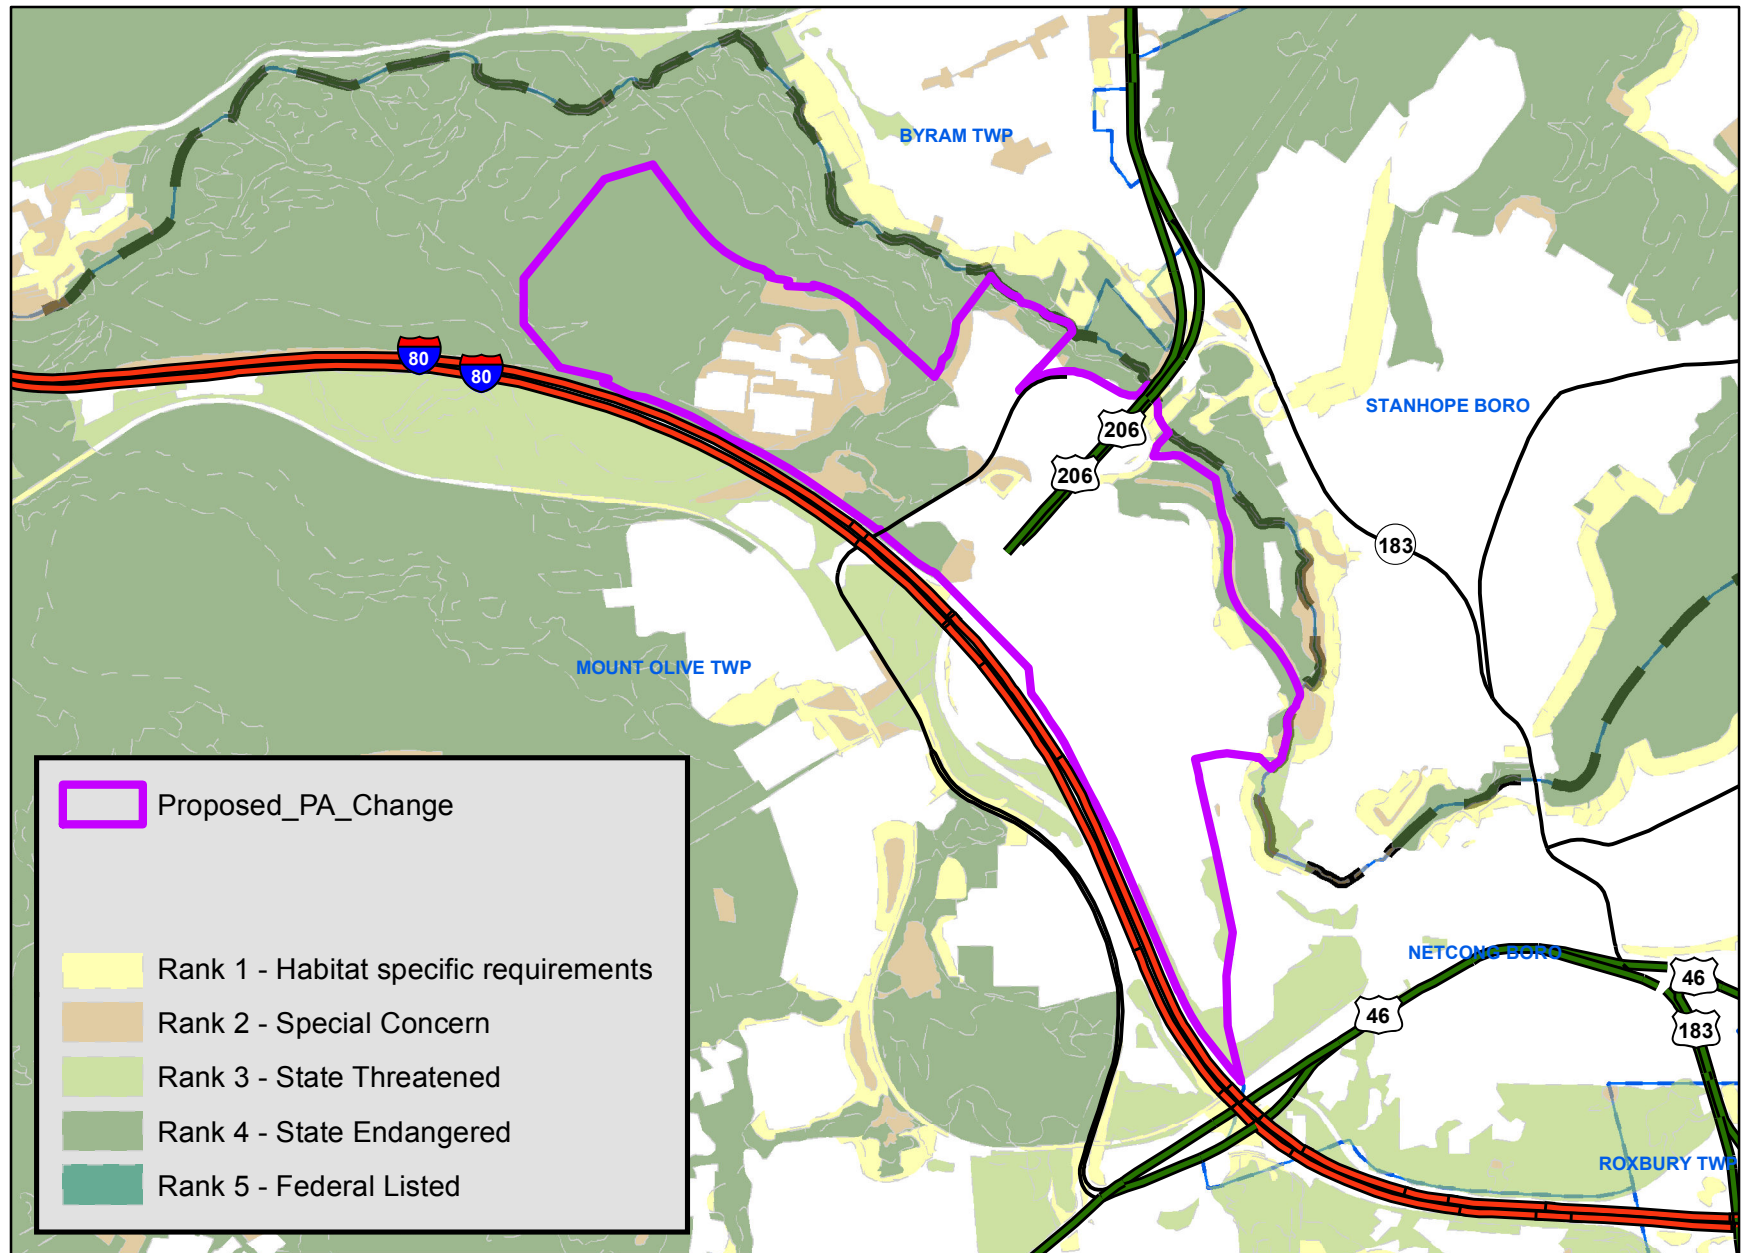 BYRAM TWP
80
80
STANHOPE BORO
206
206
183
MOUNT OLIVE TWP
Proposed_PA_Change
NETCONG BORO
46
46
183
Rank 1 - Habitat specific requirements
Rank 2 - Special Concern
Rank 3 - State Threatened
Rank 4 - State Endangered
Rank 5 - Federal Listed
ROXBURY TWP